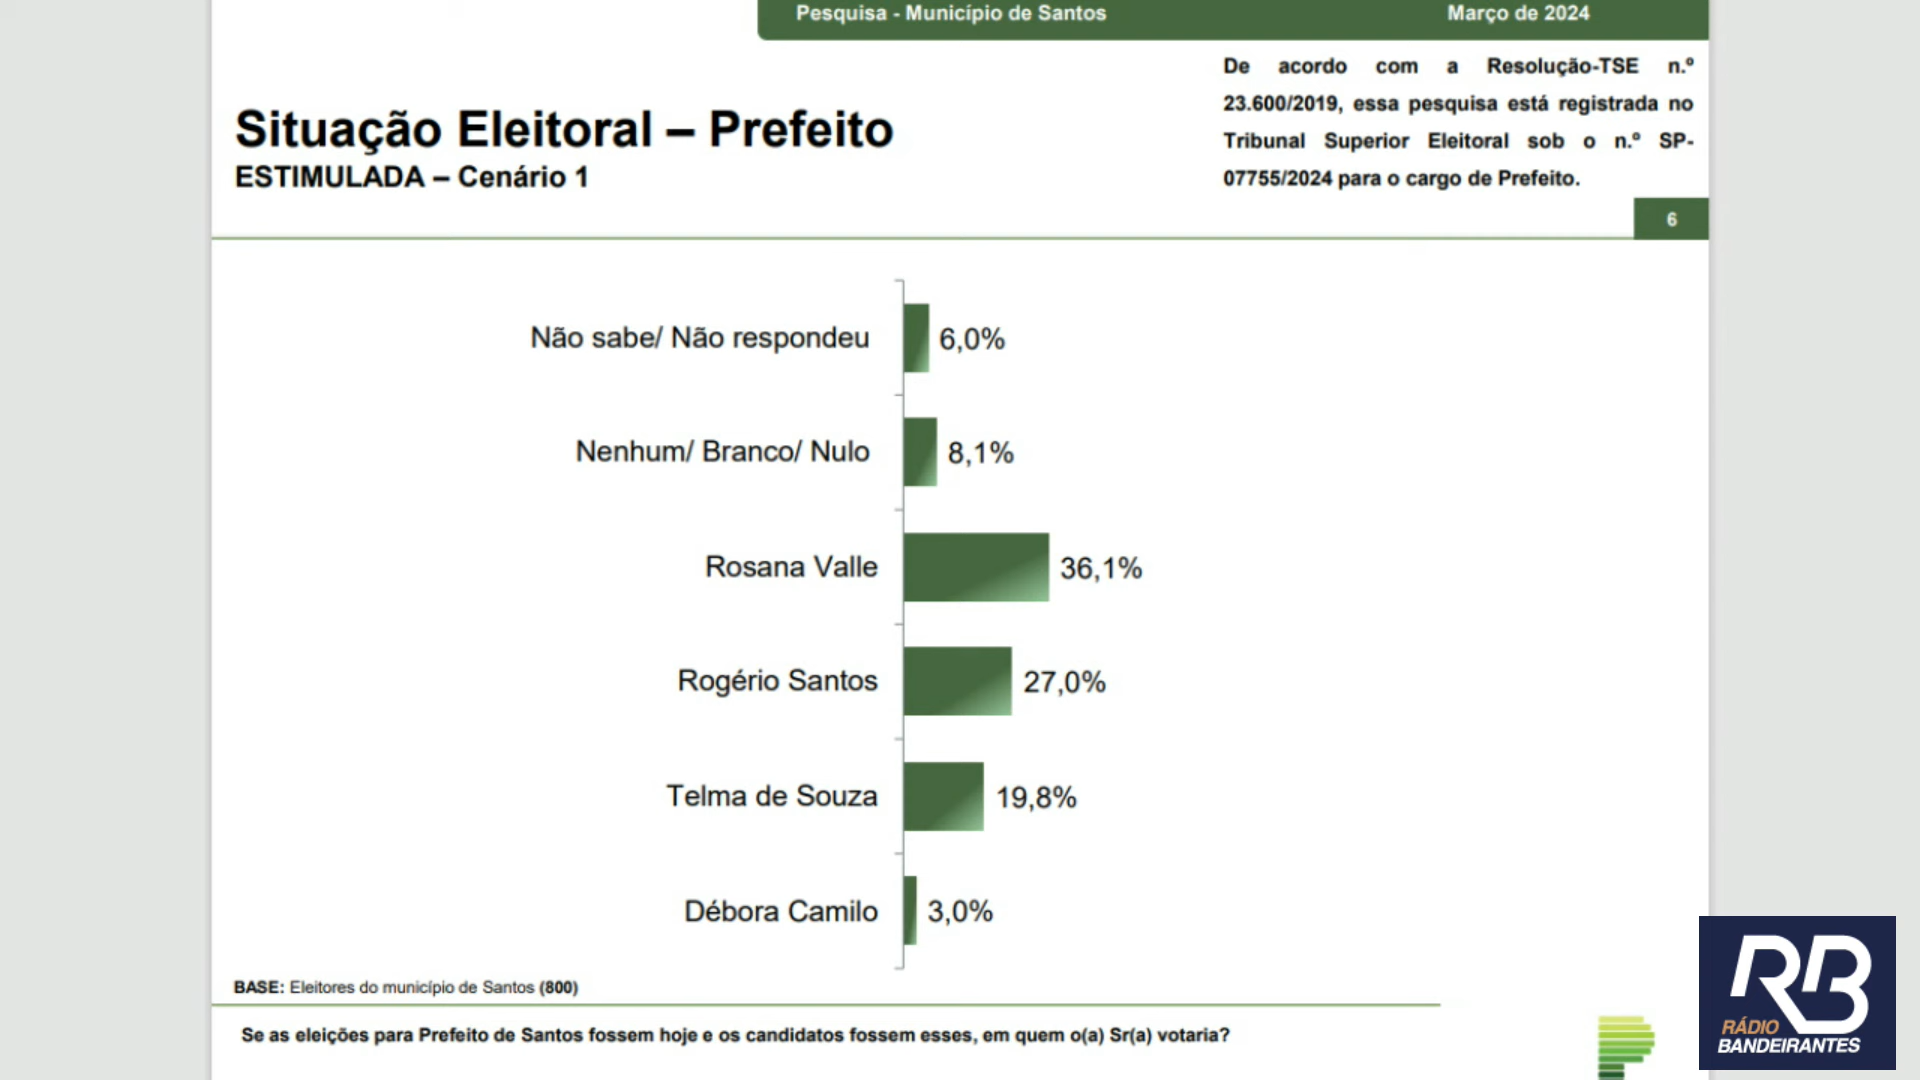 Pesquisa - Município de Santos
Março de 2024
De acordo com a Resolução-TSE n.º
23.600/2019, essa pesquisa está registrada no
Tribunal Superior Eleitoral sob o n.º SP-
07755/2024 para o cargo de Prefeito.
Situação Eleitoral – Prefeito
ESTIMULADA – Cenário 1
6
Não sabe/ Não respondeu 6,0%
Nenhum/ Branco/ Nulo 8,1%
Rosana Valle 36,1%
Rogério Santos 27,0%
Telma de Souza 19,8%
Débora Camilo 3,0%
BASE: Eleitores do município de Santos (800)
Se as eleições para Prefeito de Santos fossem hoje e os candidatos fossem esses, em quem o(a) Sr(a) votaria?
RB
RÁDIO
BANDEIRANTES